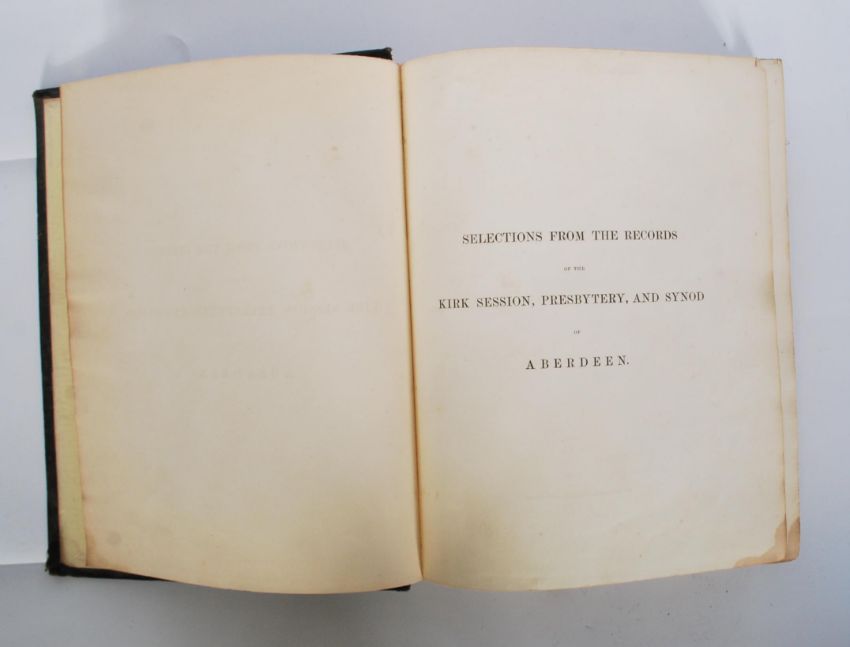 SELECTIONS FROM THE RECORDS
OF THE
KIRK SESSION, PRESBYTERY, AND SYNOD
OF
ABERDEEN.